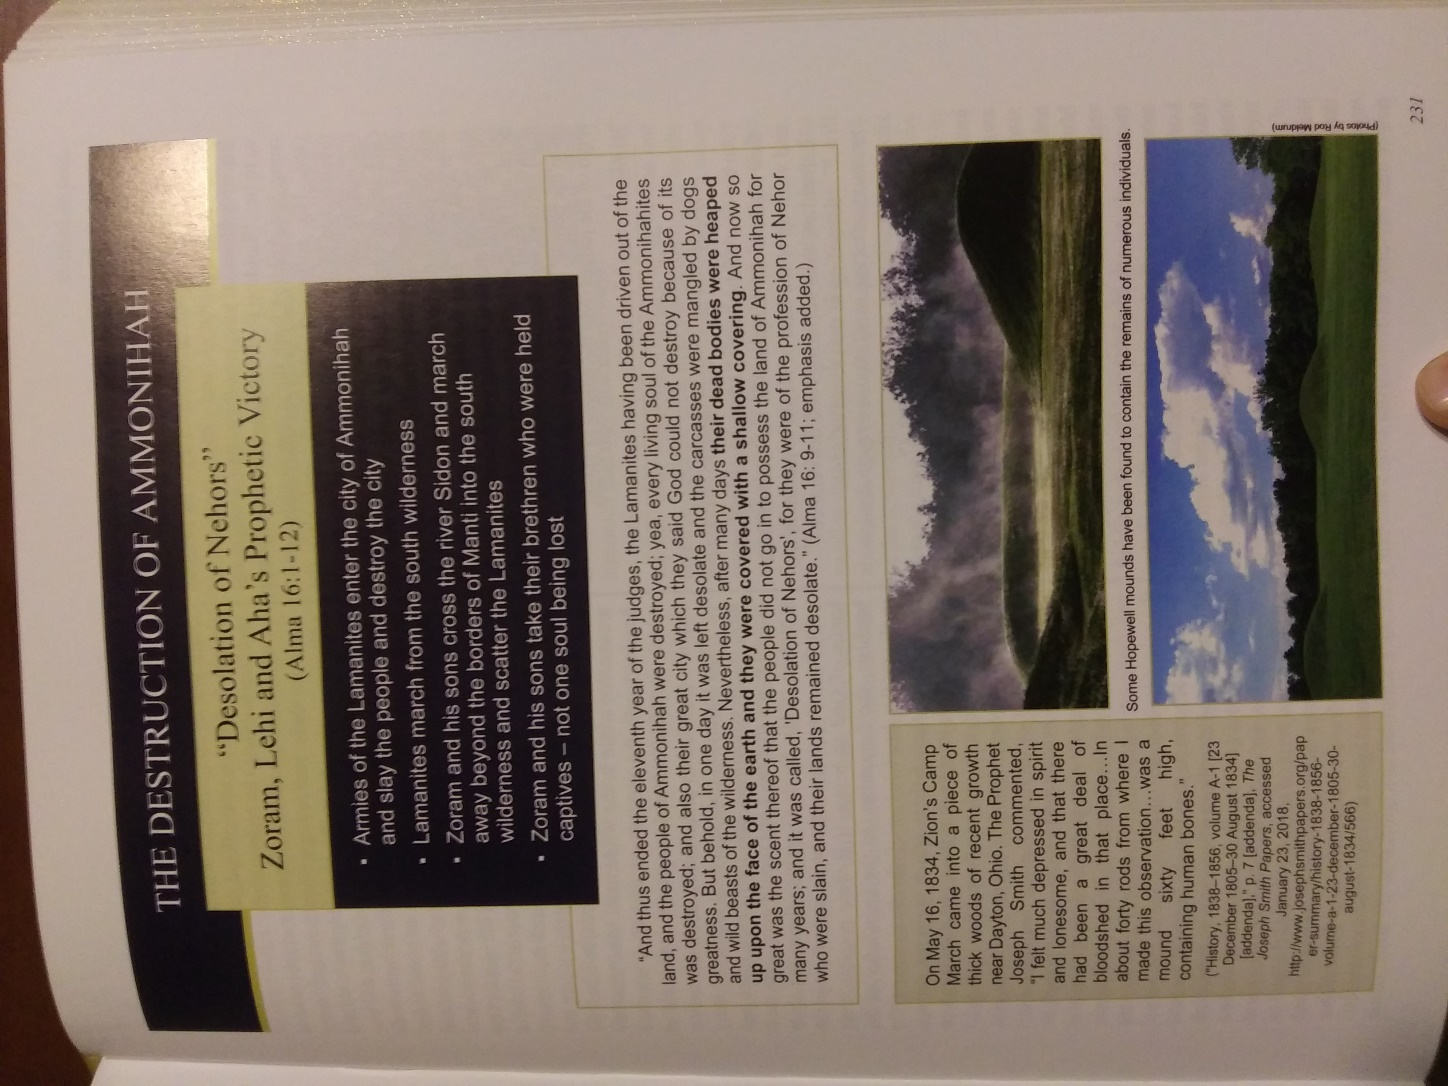 THE DESTRUCTION OF AMMONIHAH
“Desolation of Nehors”
Zoram, Lehi and Aha’s Prophetic Victory
(Alma 16:1-12)
• Armies of the Lamanites enter the city of Ammonihah
and slay the people and destroy the city
• Lamanites march from the south wilderness
• Zoram and his sons cross the river Sidon and march
away beyond the borders of Manti into the south
wilderness and scatter the Lamanites
• Zoram and his sons take their brethren who were held
captives – not one soul being lost
“And thus ended the eleventh year of the judges, the Lamanites having been driven out of the
land, and the people of Ammonihah were destroyed; yea, every living soul of the Ammonihahites
was destroyed; and also their great city which they said God could not destroy because of its
greatness. But behold, in one day it was left desolate and the carcasses were mangled by dogs
and wild beasts of the wilderness. Nevertheless, after many days their dead bodies were heaped
up upon the face of the earth and they were covered with a shallow covering. And now so
great was the scent thereof that the people did not go in to possess the land of Ammonihah for
many years; and it was called, 'Desolation of Nehors', for they were of the profession of Nehor
who were slain, and their lands remained desolate.” (Alma 16: 9-11; emphasis added.)
On May 16, 1834, Zion's Camp
March came into a piece of
thick woods of recent growth
near Dayton, Ohio. The Prophet
Joseph Smith commented,
“I felt much depressed in spirit
and lonesome, and that there
had been a great deal of
bloodshed in that place…In
about forty rods from where I
made this observation…was a
mound sixty feet high,
containing human bones.”
("History, 1838–1856, volume A-1 [23
December 1805–30 August 1834]
[addenda]," p. 7 [addenda], The
Joseph Smith Papers, accessed
January 23, 2018,
http://www.josephsmithpapers.org/pap
er-summary/history-1838-1856-
volume-a-1-23-december-1805-30-
august-1834/566)
Some Hopewell mounds have been found to contain the remains of numerous individuals.
(Photos by Rod Meldrum)
231